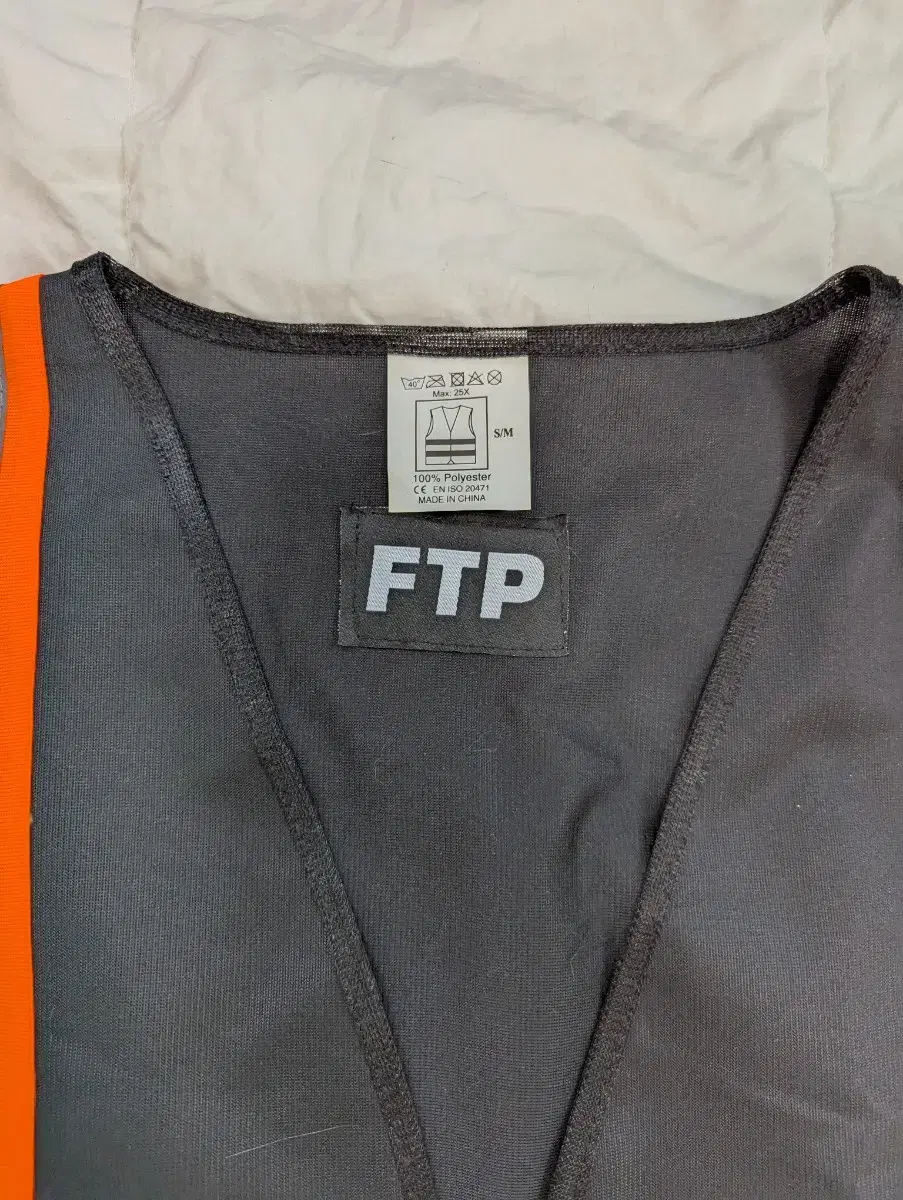 40°
Max: 25X
S/M
100% Polyester
CE EN ISO 20471
MADE IN CHINA
FTP